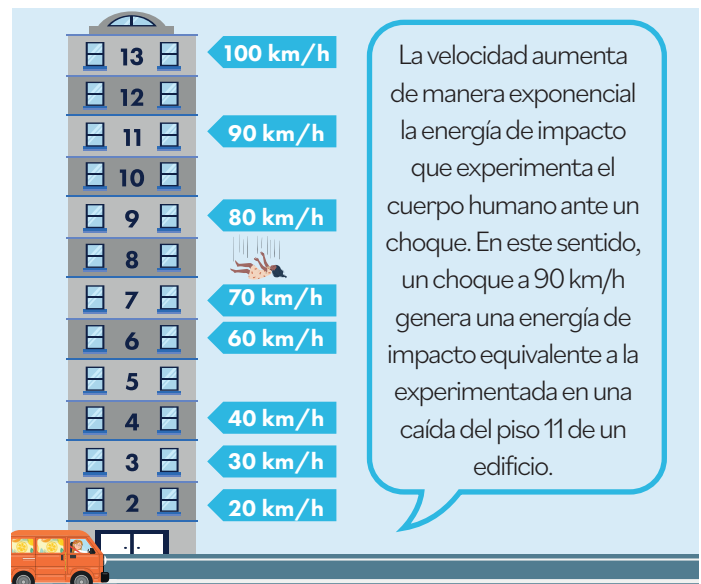 13 100 km/h
12
11 90 km/h
10
9 80 km/h
8
7 70 km/h
6 60 km/h
5
4 40 km/h
3 30 km/h
2 20 km/h
La velocidad aumenta
de manera exponencial
la energía de impacto
que experimenta el
cuerpo humano ante un
choque. En este sentido,
un choque a 90 km/h
genera una energía de
impacto equivalente a la
experimentada en una
caída del piso 11 de un
edificio.